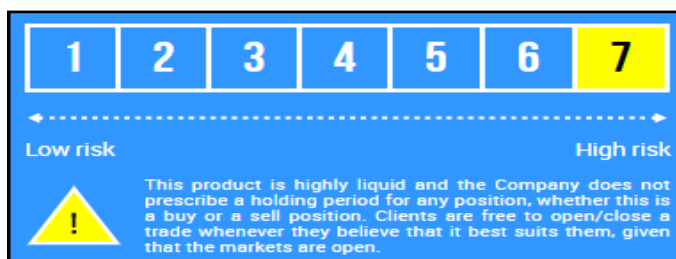 1 2 3 4 5 6 7
Low risk High risk
!
This product is highly liquid and the Company does not
prescribe a holding period for any position, whether this is
a buy or a sell position. Clients are free to open/close a
trade whenever they believe that it best suits them, given
that the markets are open.